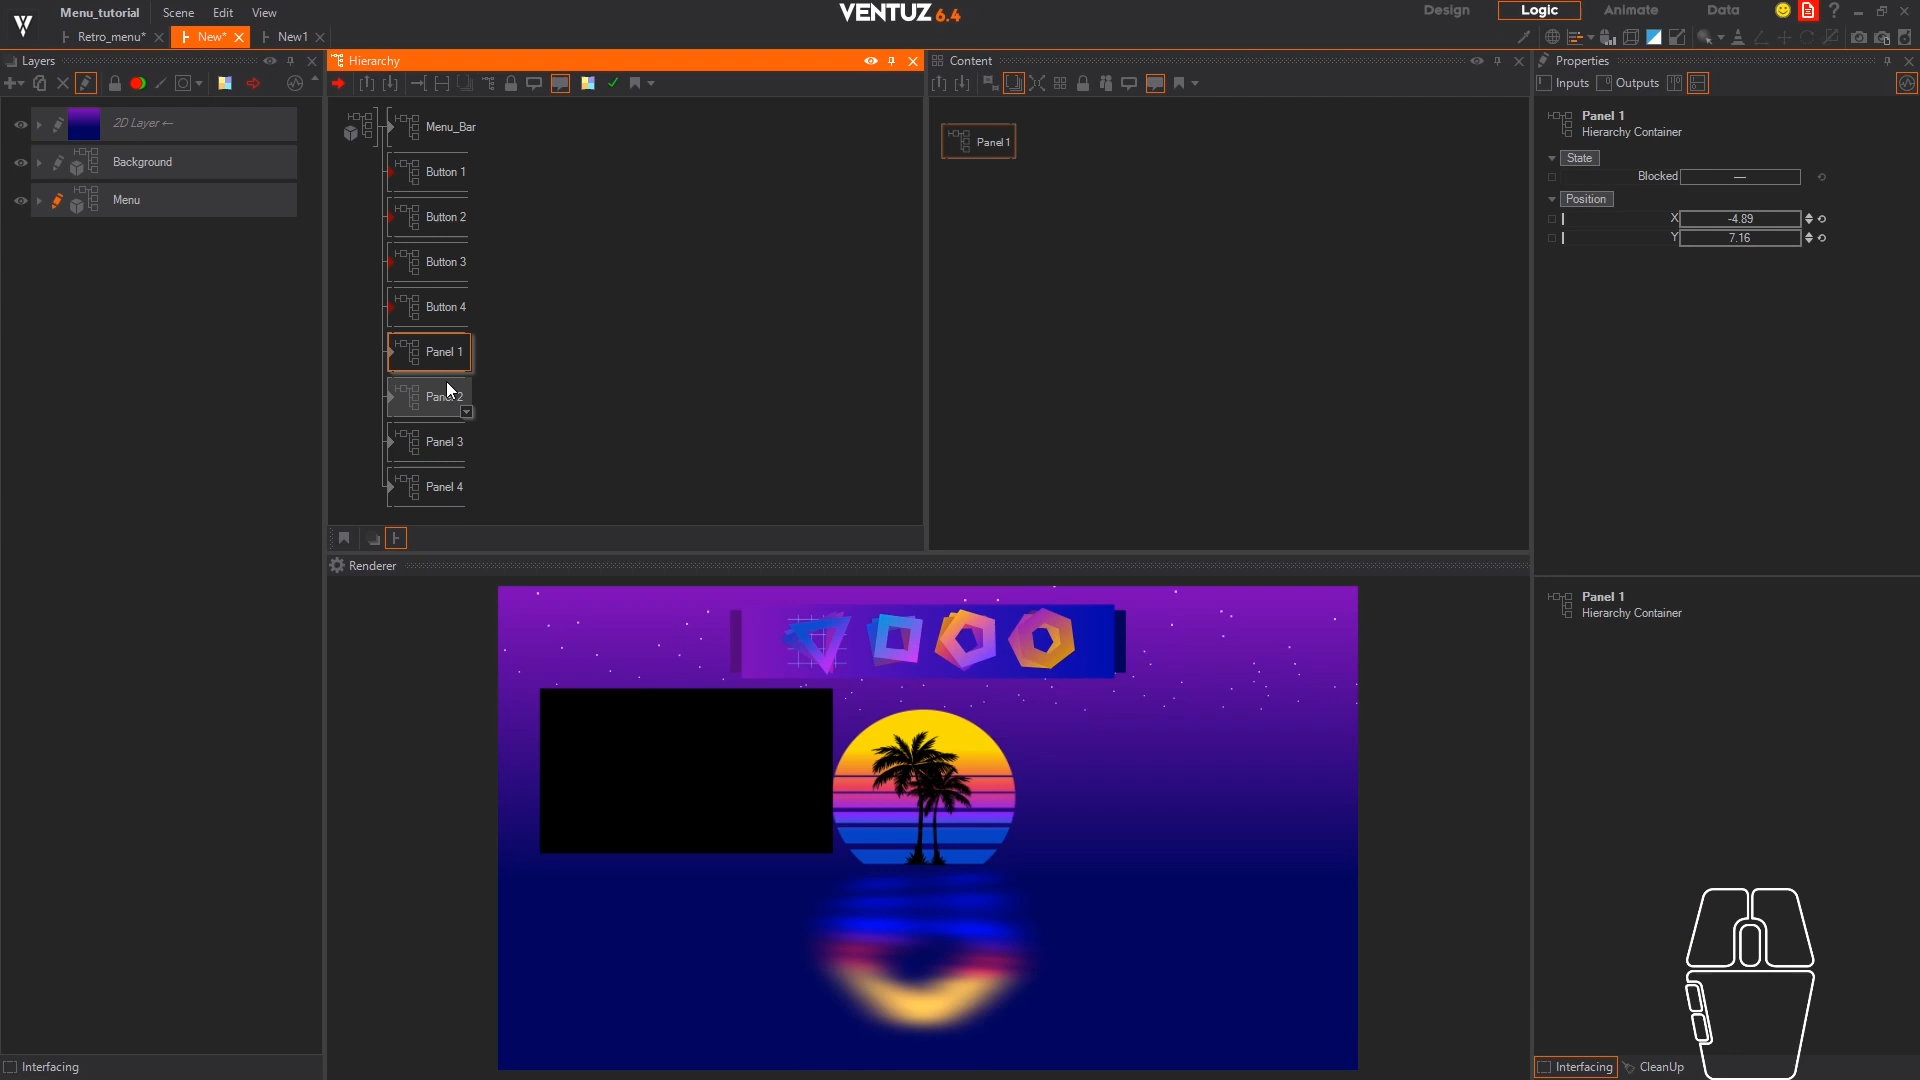 Menu_tutorial
Scene
Edit
View
VENTUZ 6.4
Design
Logic
Animate
Data
Retro_menu*
New*
New1
Layers
Hierarchy
Content
Properties
Inputs
Outputs
2D Layer
Background
Menu
Menu_Bar
Button 1
Button 2
Button 3
Button 4
Panel 1
Panel 2
Panel 3
Panel 4
Panel 1
Panel 1
Hierarchy Container
State
Blocked
Position
X -4.89
Y 7.16
Renderer
Panel 1
Hierarchy Container
Interfacing
Interfacing
CleanUp